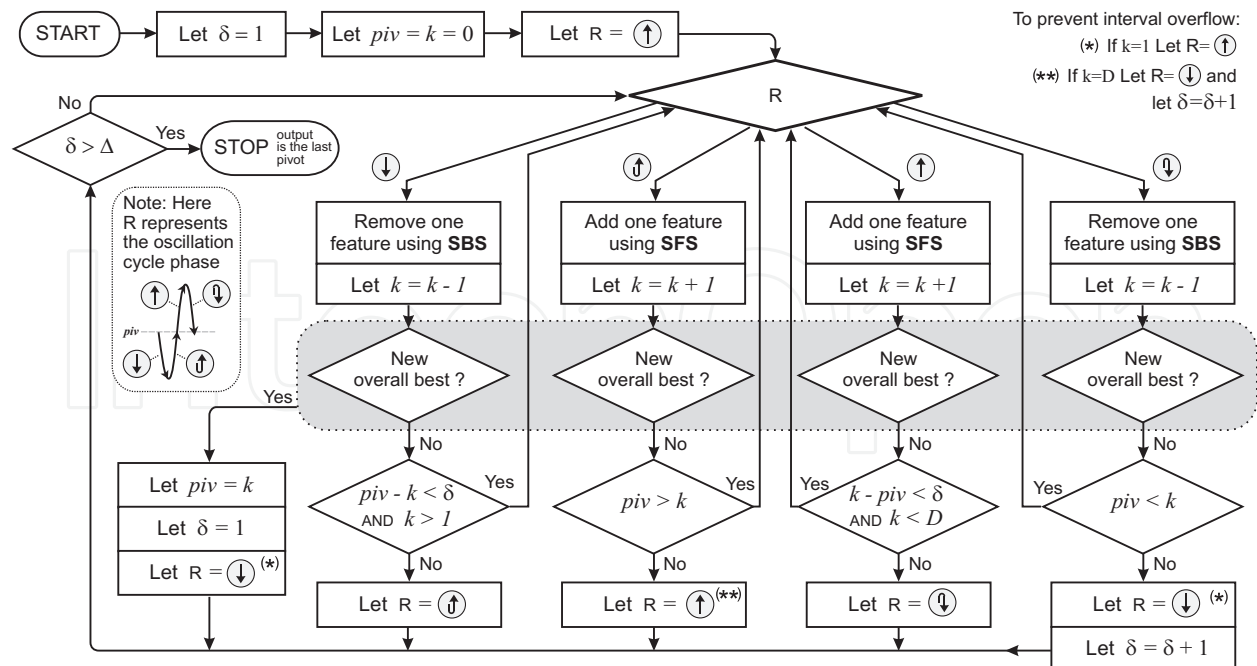 START
Let δ = 1
Let piv = k = 0
Let R = ↑
To prevent interval overflow:
(*) If k=1 Let R= ↑
(**) If k=D Let R= ↓ and
let δ=δ+1
R
No
δ > Δ
Yes
STOP output
is the last
pivot
Note: Here
R represents
the oscillation
cycle phase
piv
Remove one
feature using SBS
Let k = k - 1
Add one feature
using SFS
Let k = k + 1
Add one feature
using SFS
Let k = k +1
Remove one
feature using SBS
Let k = k - 1
New
overall best ?
New
overall best ?
New
overall best ?
New
overall best ?
Yes
No
No
No
No
Let piv = k
Let δ = 1
Let R = ↓ (*)
piv - k < δ
AND k > 1
Yes
piv > k
Yes
k - piv < δ
AND k < D
Yes
piv < k
Yes
No
No
No
No
Let R =
Let R = ↑ (**)
Let R =
Let R = ↓ (*)
Let δ = δ + 1
InTechOpen